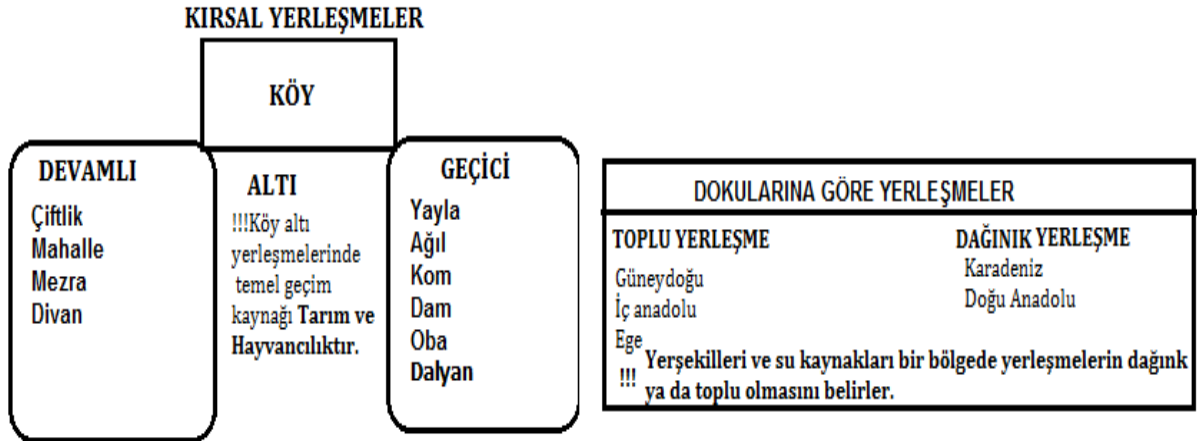 KIRSAL YERLEŞMELER
KÖY
DEVAMLI
Çiftlik
Mahalle
Mezra
Divan
ALTI
!!!Köy altı
yerleşmelerinde
temel geçim
kaynağı Tarım ve
Hayvancılıktır.
GEÇİCİ
Yayla
Ağıl
Kom
Dam
Oba
Dalyan
DOKULARINA GÖRE YERLEŞMELER
TOPLU YERLEŞME
Güneydoğu
İç anadolu
Ege
DAĞINIK YERLEŞME
Karadeniz
Doğu Anadolu
!!! Yerşekilleri ve su kaynakları bir bölgede yerleşmelerin dağınk
ya da toplu olmasını belirler.